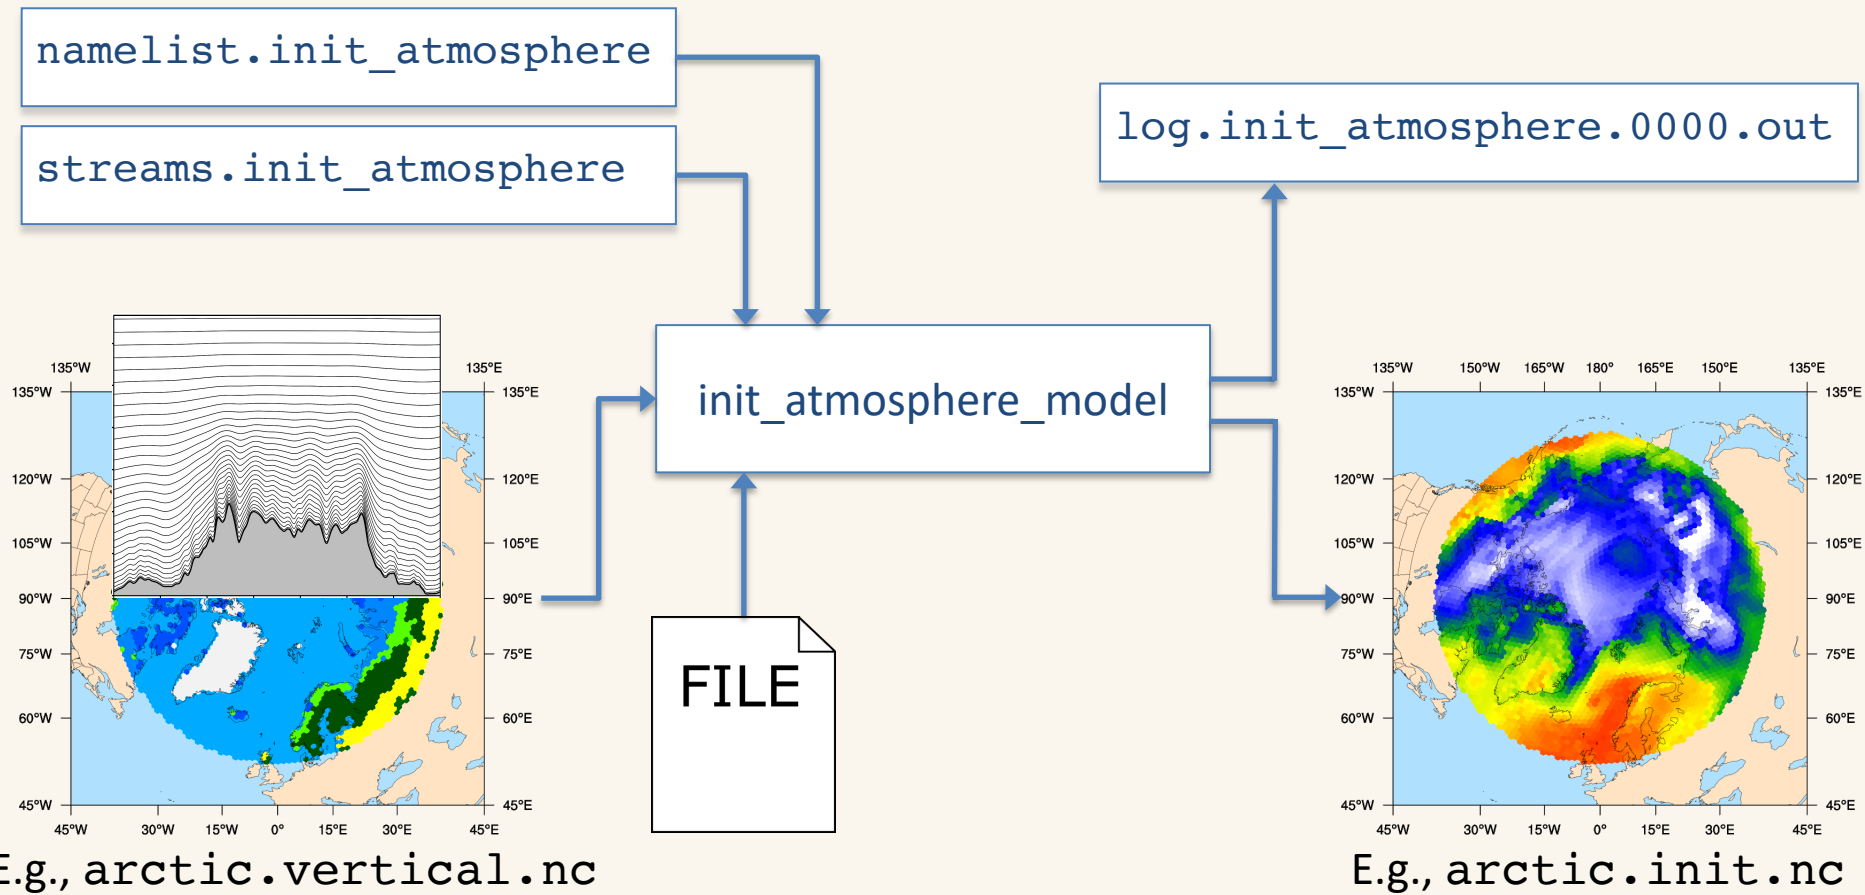 namelist.init_atmosphere
streams.init_atmosphere
log.init_atmosphere.0000.out
init_atmosphere_model
FILE
135°W 135°E
135°W 135°E
120°W 120°E
105°W 105°E
90°W 90°E
75°W 75°E
60°W 60°E
45°W 45°E
45°W 30°W 15°W 0° 15°E 30°E 45°E
E.g., arctic.vertical.nc
135°W 150°W 165°W 180° 165°E 150°E 135°E
135°W 135°E
120°W 120°E
105°W 105°E
90°W 90°E
75°W 75°E
60°W 60°E
45°W 45°E
45°W 30°W 15°W 0° 15°E 30°E 45°E
E.g., arctic.init.nc